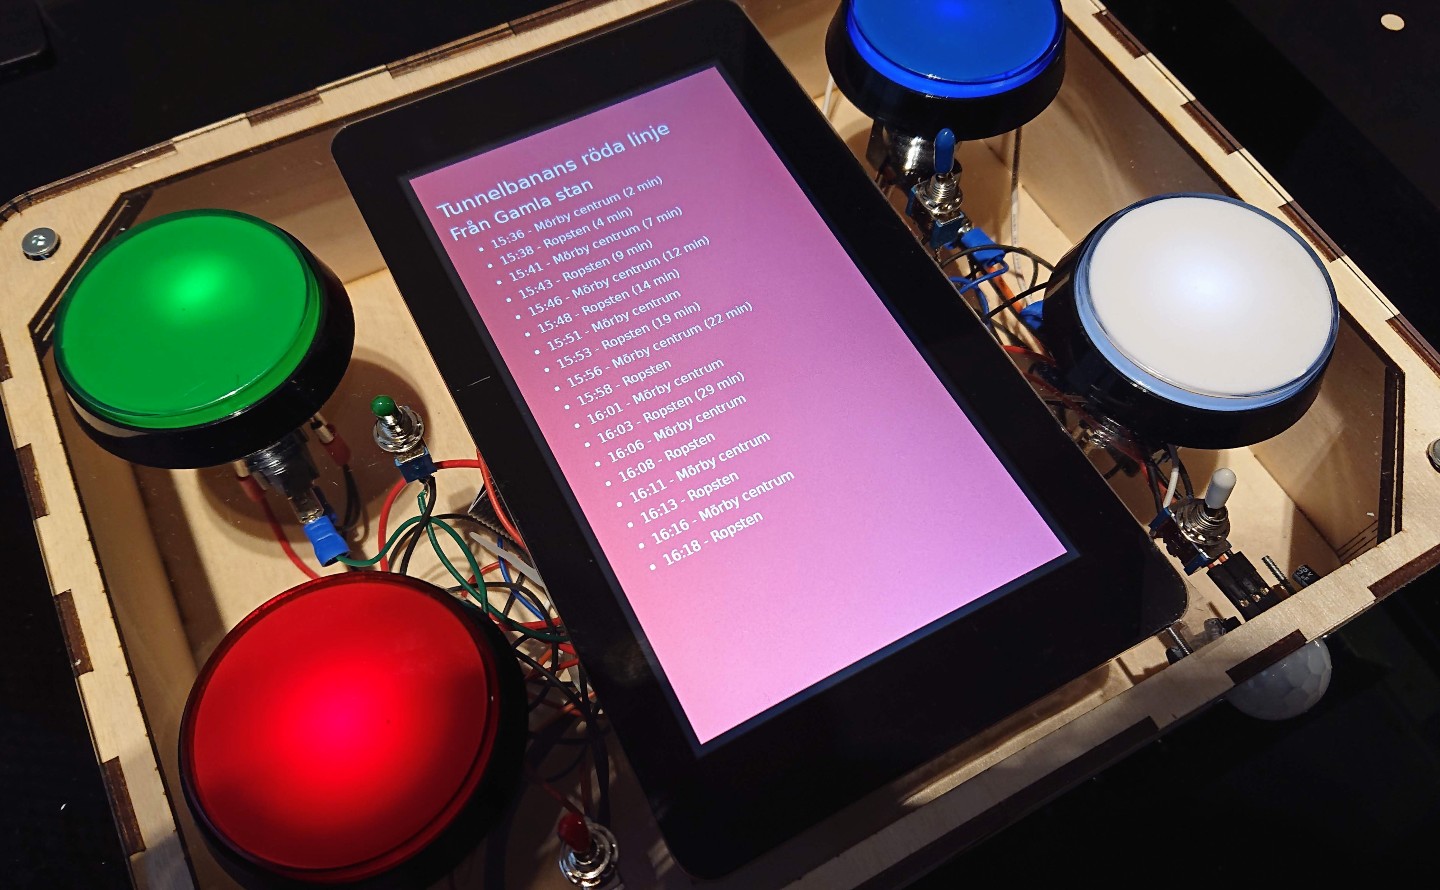 Tunnelbanans röda linje
Från Gamla stan
• 15:36 - Mörby centrum (2 min)
• 15:38 - Ropsten (4 min)
• 15:41 - Mörby centrum (7 min)
• 15:43 - Ropsten (9 min)
• 15:46 - Mörby centrum (12 min)
• 15:48 - Ropsten (14 min)
• 15:51 - Mörby centrum
• 15:53 - Ropsten (19 min)
• 15:56 - Mörby centrum (22 min)
• 15:58 - Ropsten
• 16:01 - Mörby centrum
• 16:03 - Ropsten (29 min)
• 16:06 - Mörby centrum
• 16:08 - Ropsten
• 16:11 - Mörby centrum
• 16:13 - Ropsten
• 16:16 - Mörby centrum
• 16:18 - Ropsten